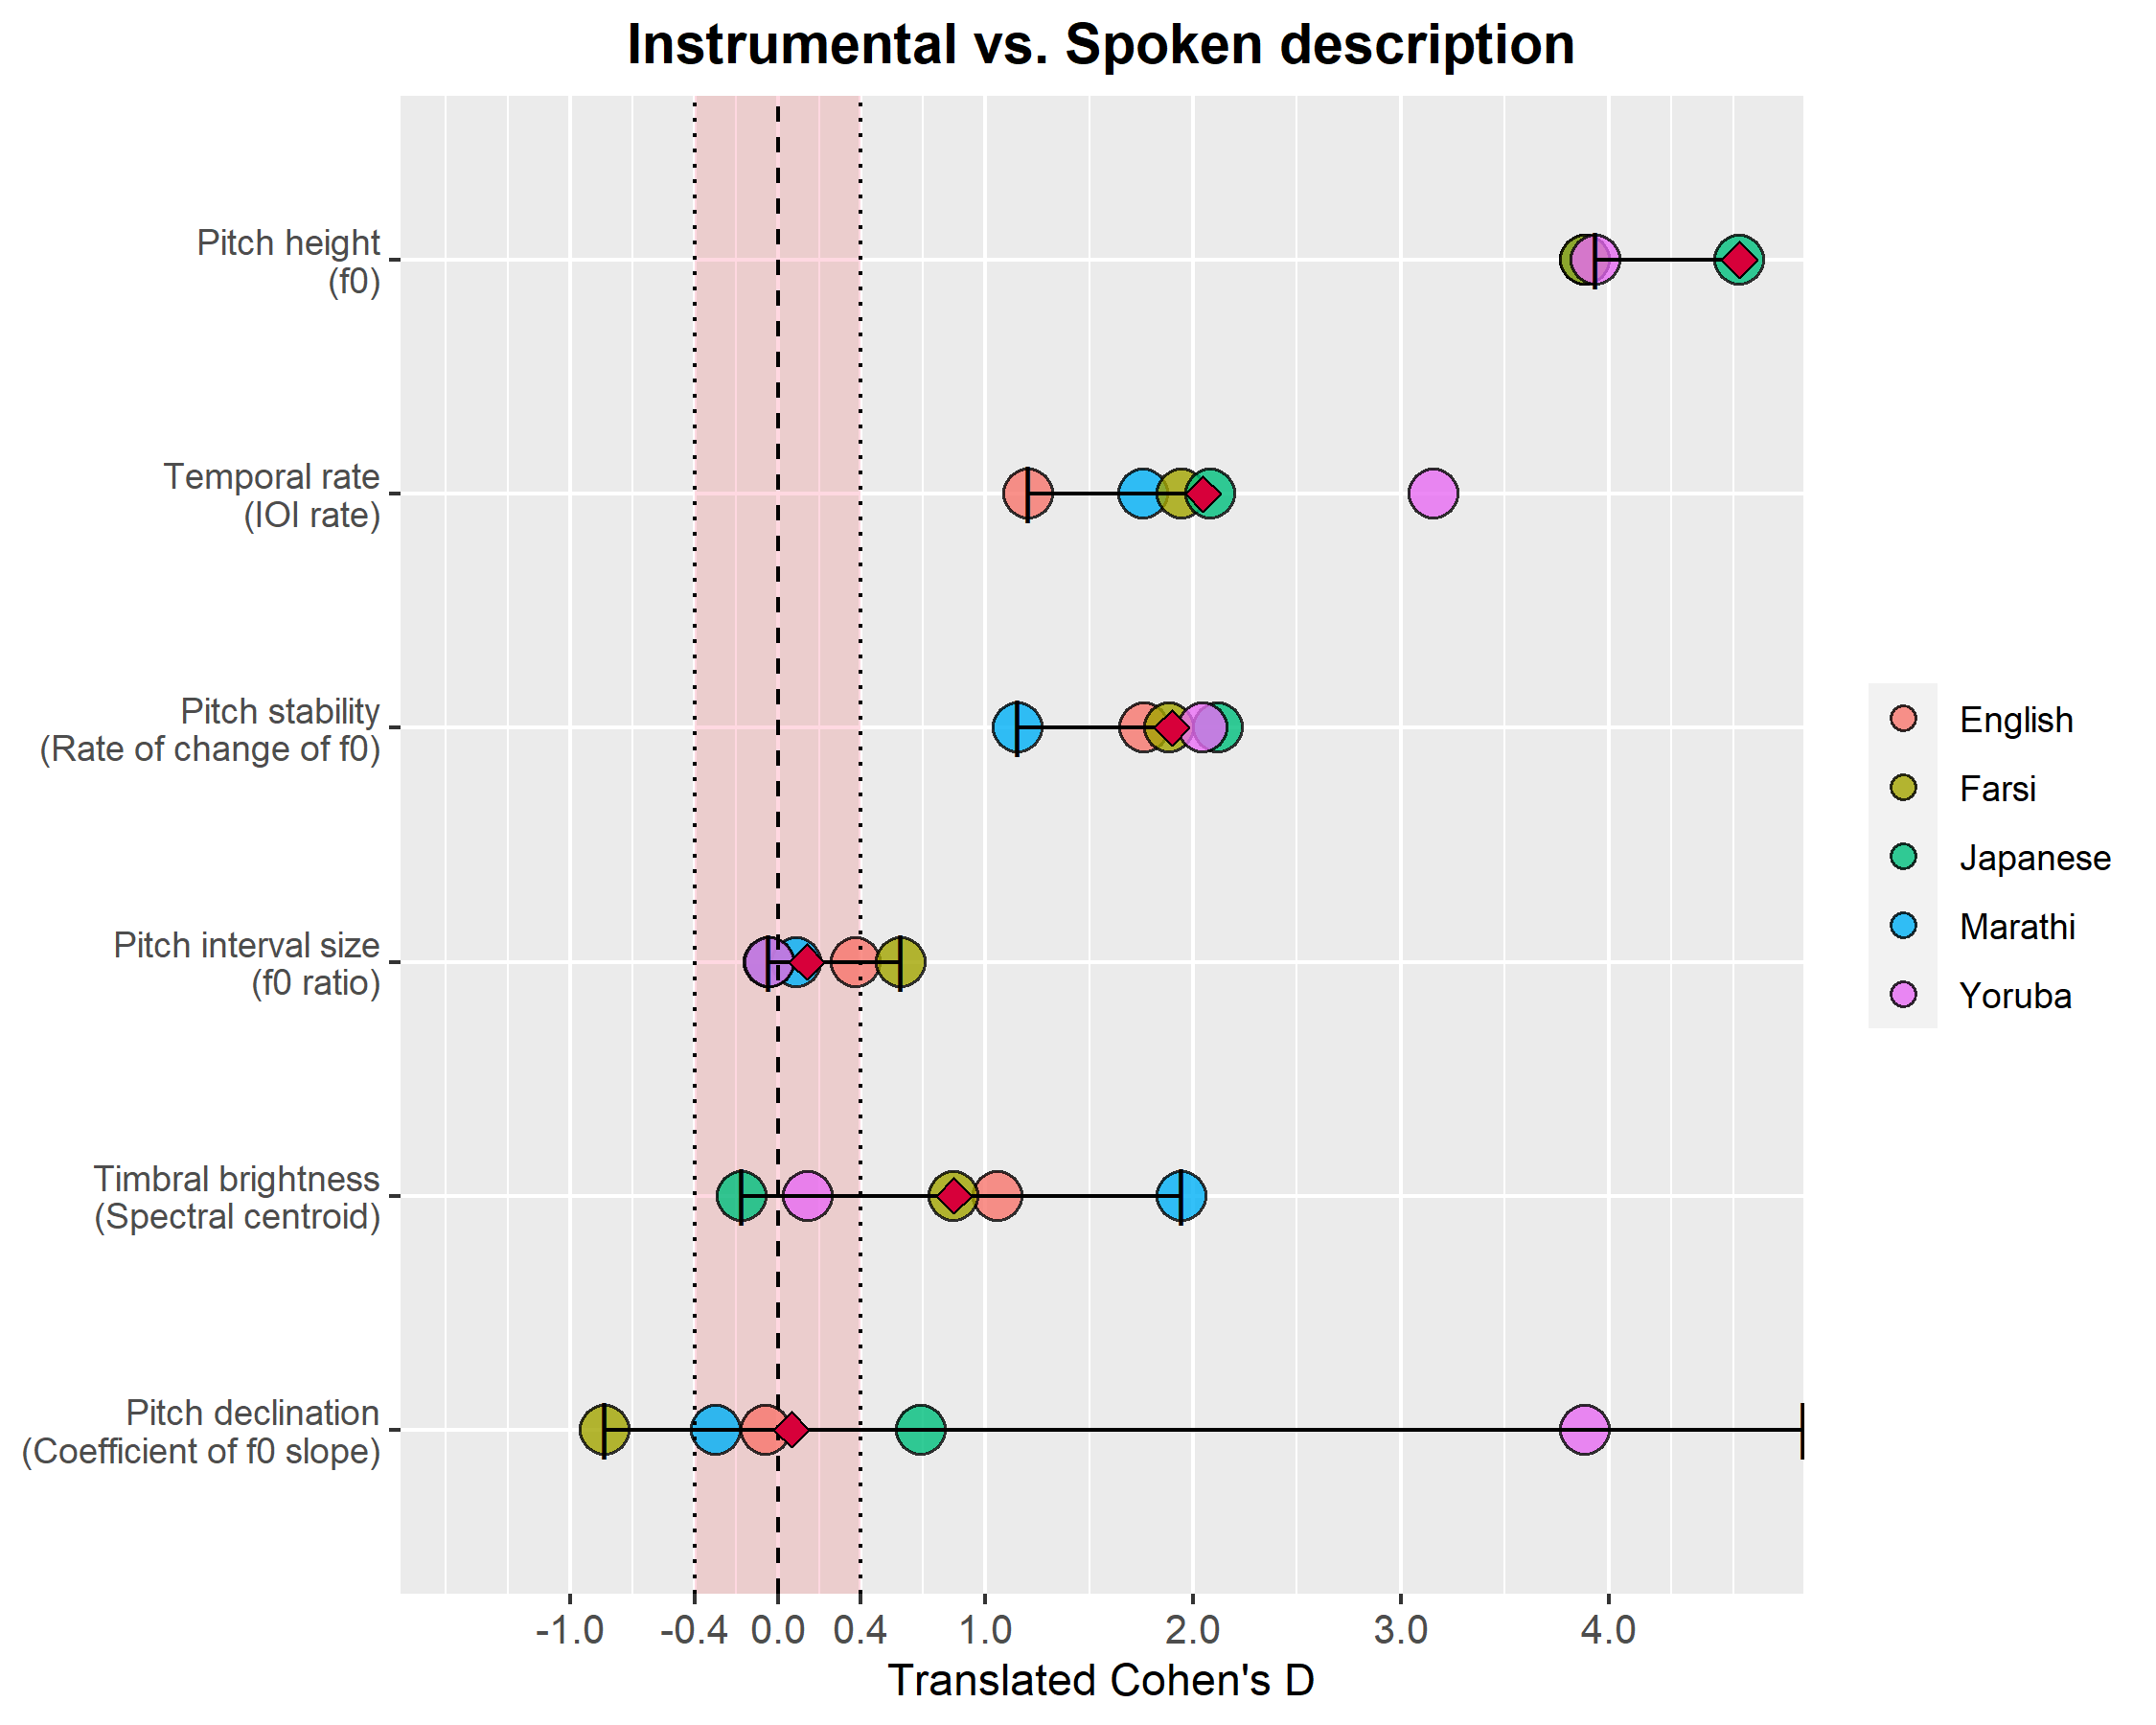 Instrumental vs. Spoken description
Pitch height
(f0)
Temporal rate
(IOI rate)
Pitch stability
(Rate of change of f0)
Pitch interval size
(f0 ratio)
Timbral brightness
(Spectral centroid)
Pitch declination
(Coefficient of f0 slope)
-1.0 -0.4 0.0 0.4 1.0 2.0 3.0 4.0
Translated Cohen's D
English
Farsi
Japanese
Marathi
Yoruba